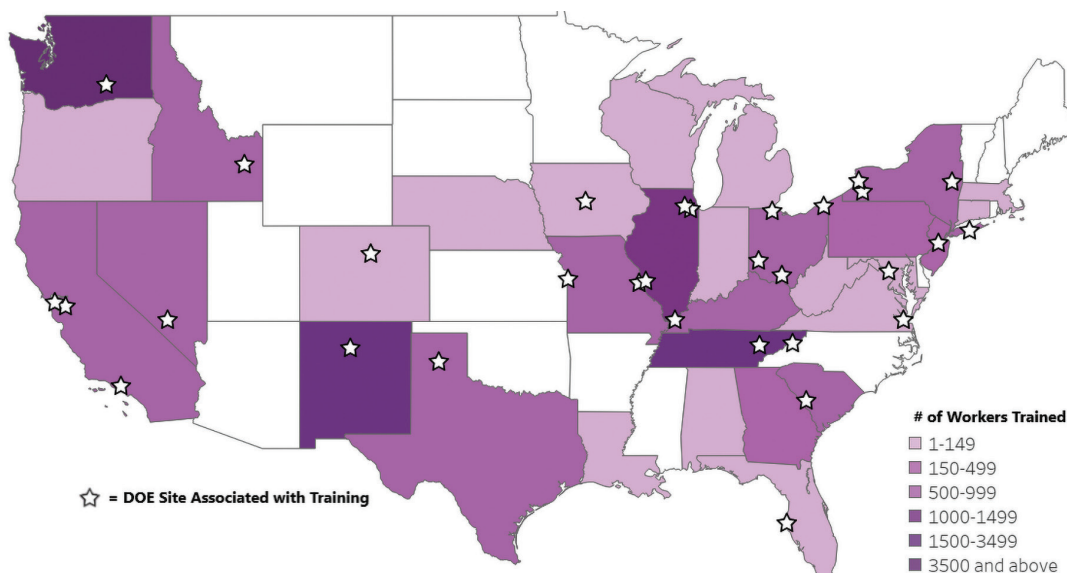 # of Workers Trained
1-149
150-499
500-999
1000-1499
1500-3499
3500 and above
= DOE Site Associated with Training